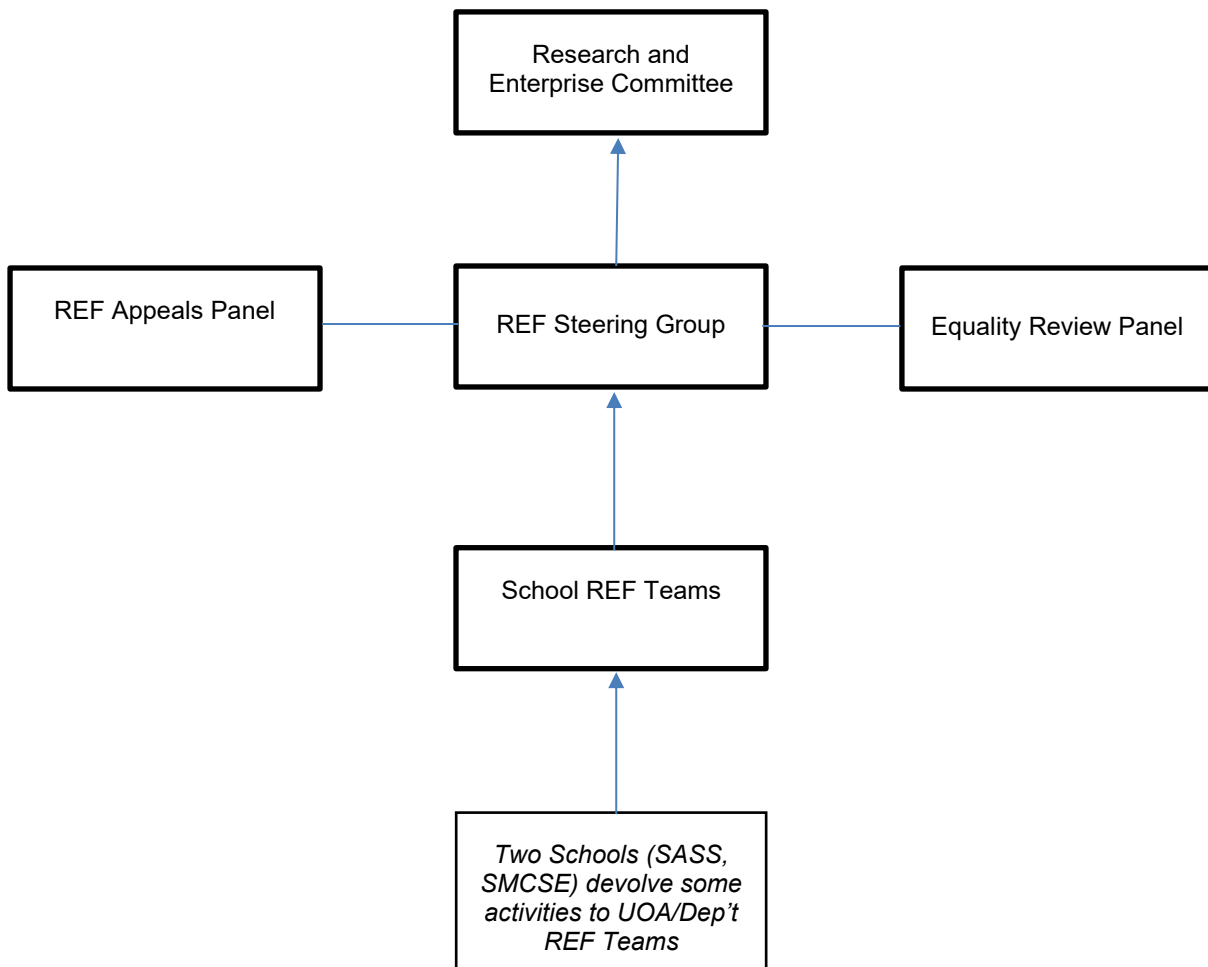 Research and
Enterprise Committee
REF Appeals Panel
REF Steering Group
Equality Review Panel
School REF Teams
Two Schools (SASS,
SMCSE) devolve some
activities to UOA/Dep’t
REF Teams